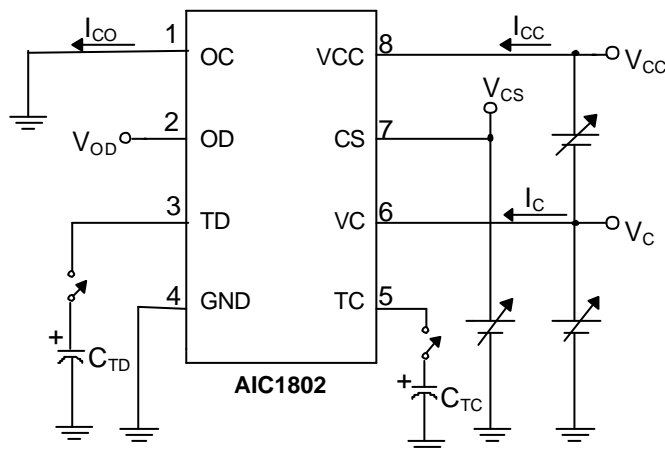 I_CO
1
OC
VCC
8
I_CC
V_CC
V_CS
V_OD
2
OD
CS
7
3
TD
VC
6
I_C
V_C
4
GND
TC
5
+
C_TD
+
C_TC
AIC1802